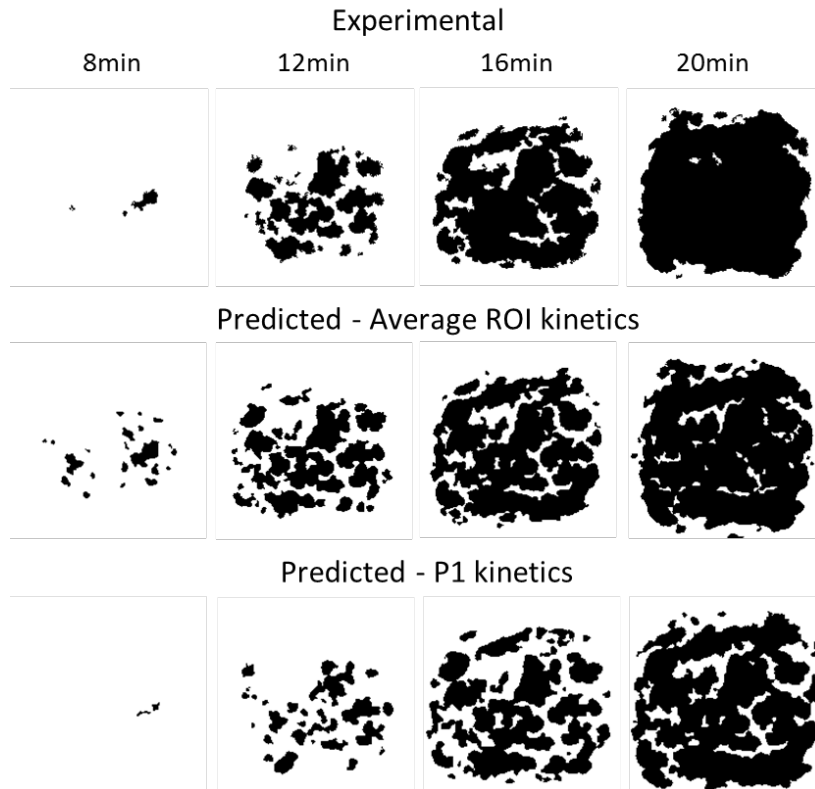 Experimental
8min 12min 16min 20min
Predicted - Average ROI kinetics
Predicted - P1 kinetics